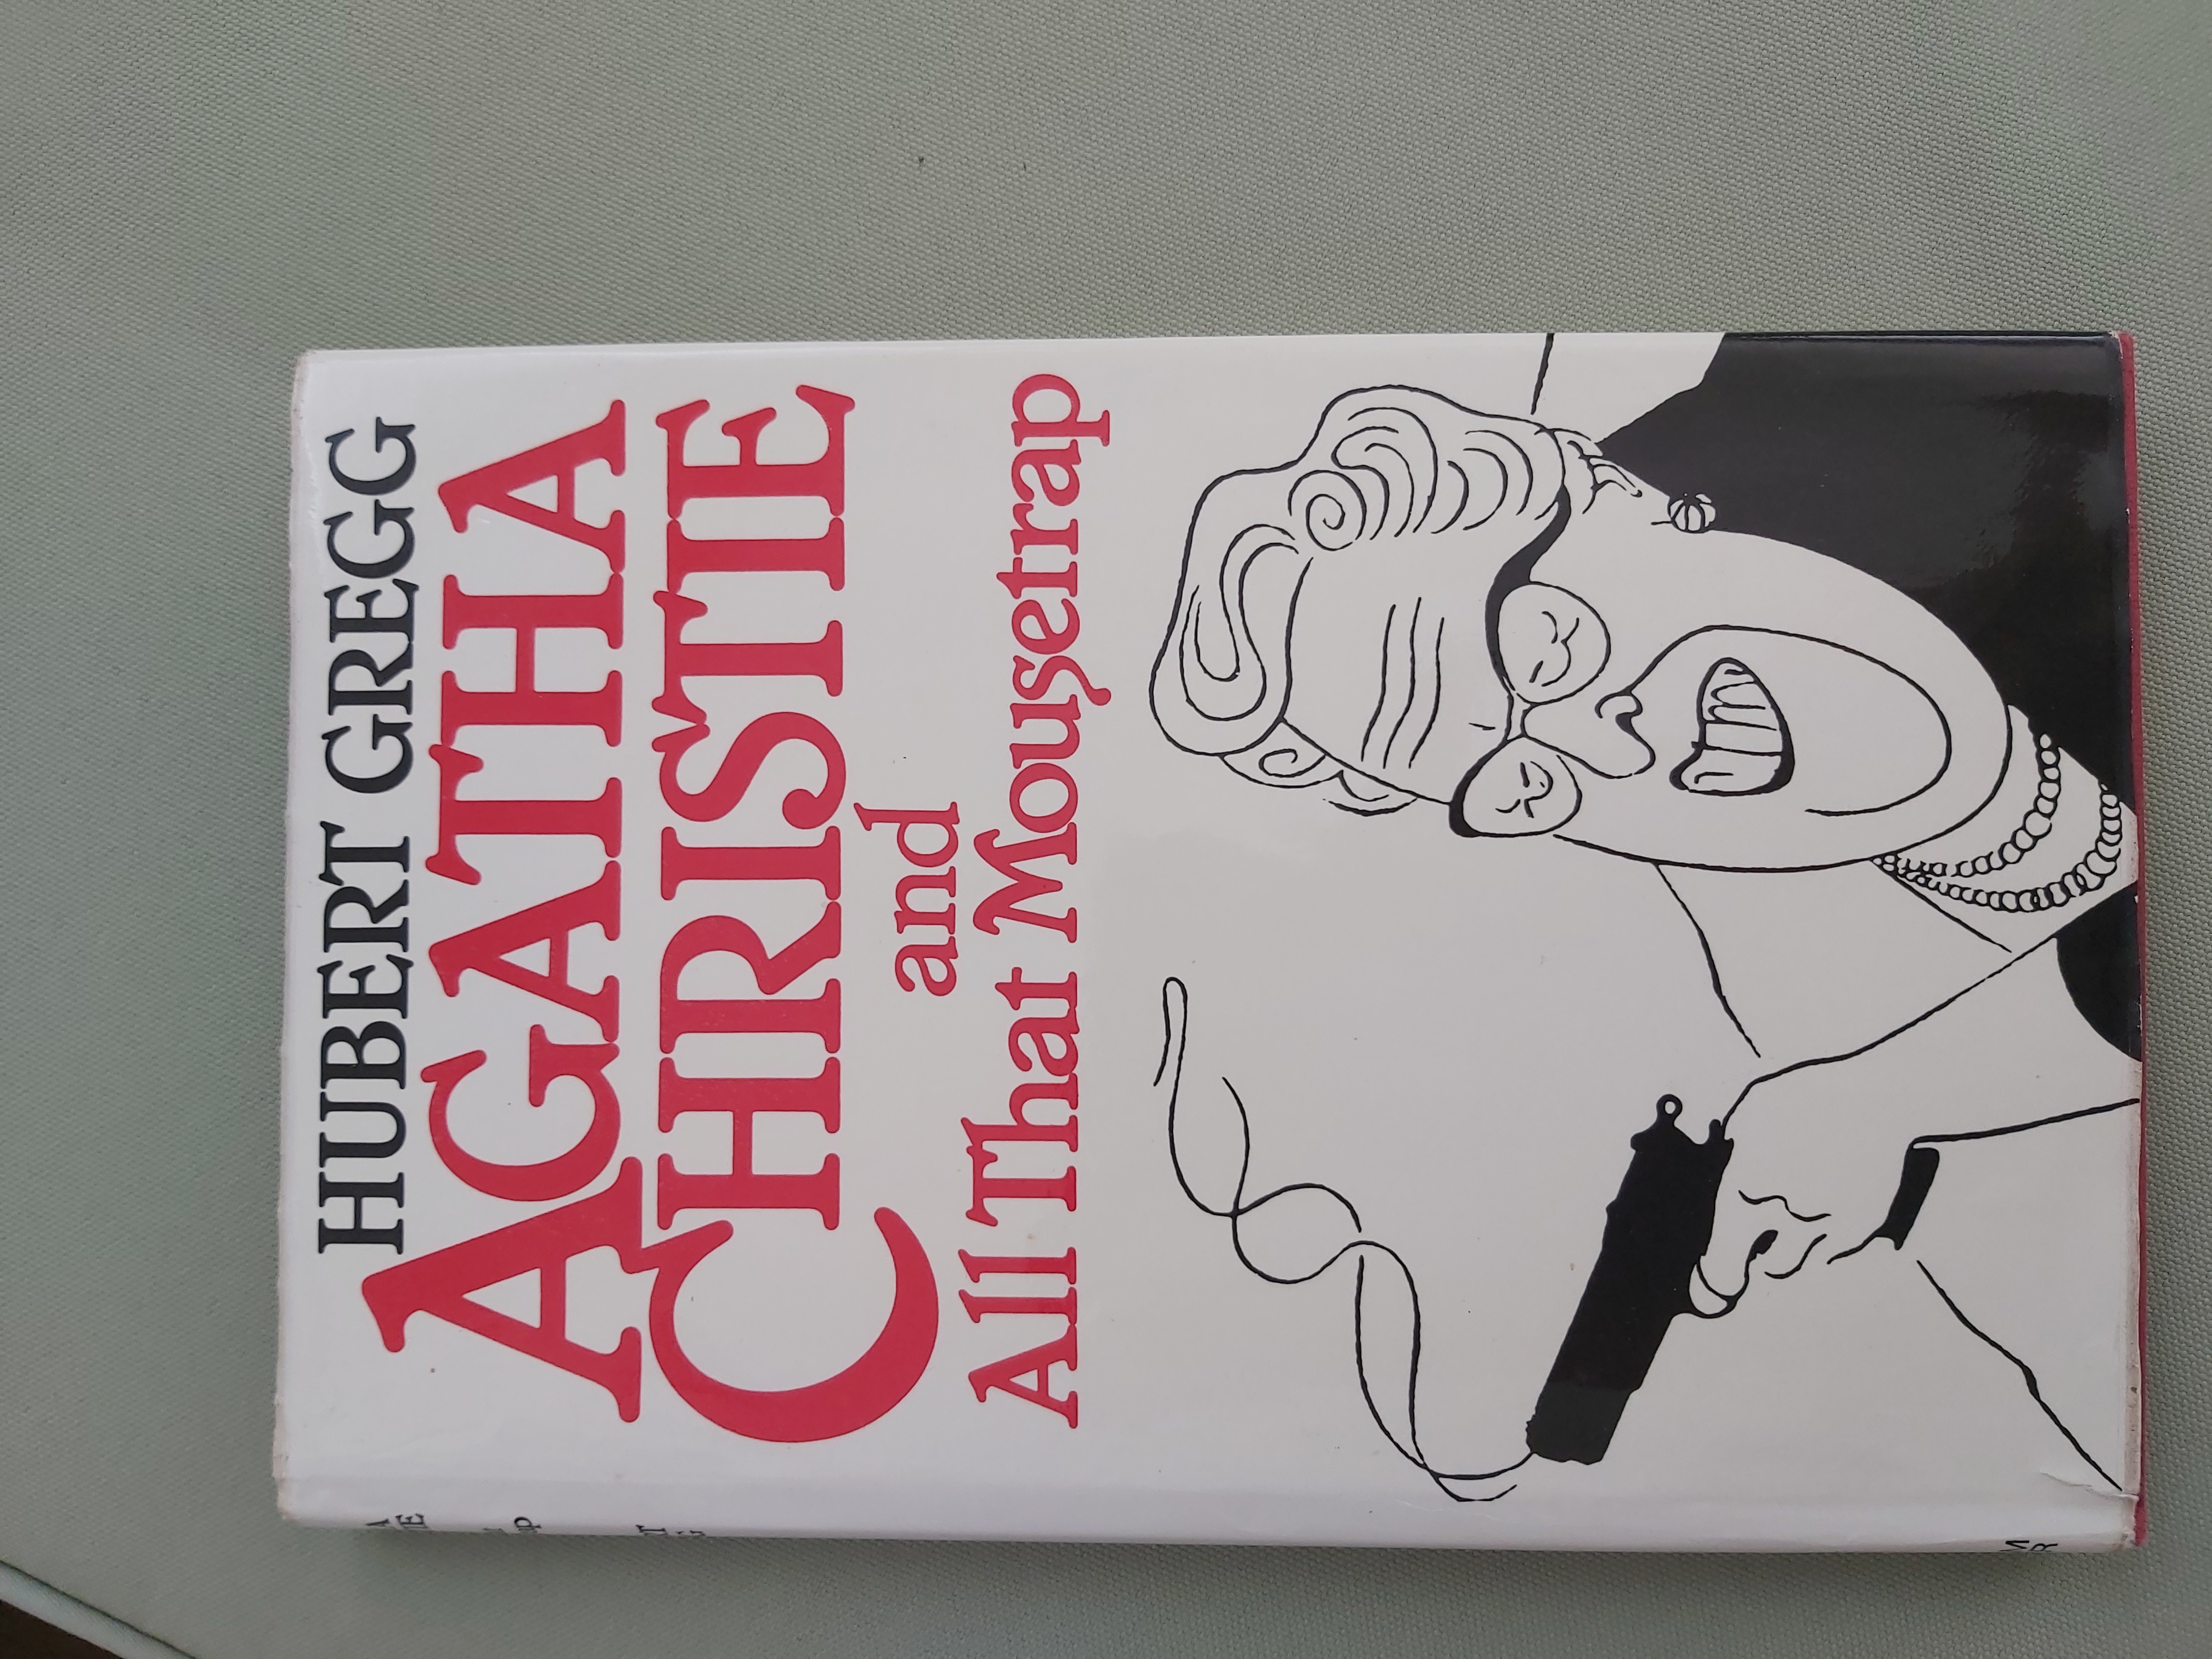 HUBERT GREGG
AGATHA
CHRISTIE
and
All That Mousetrap